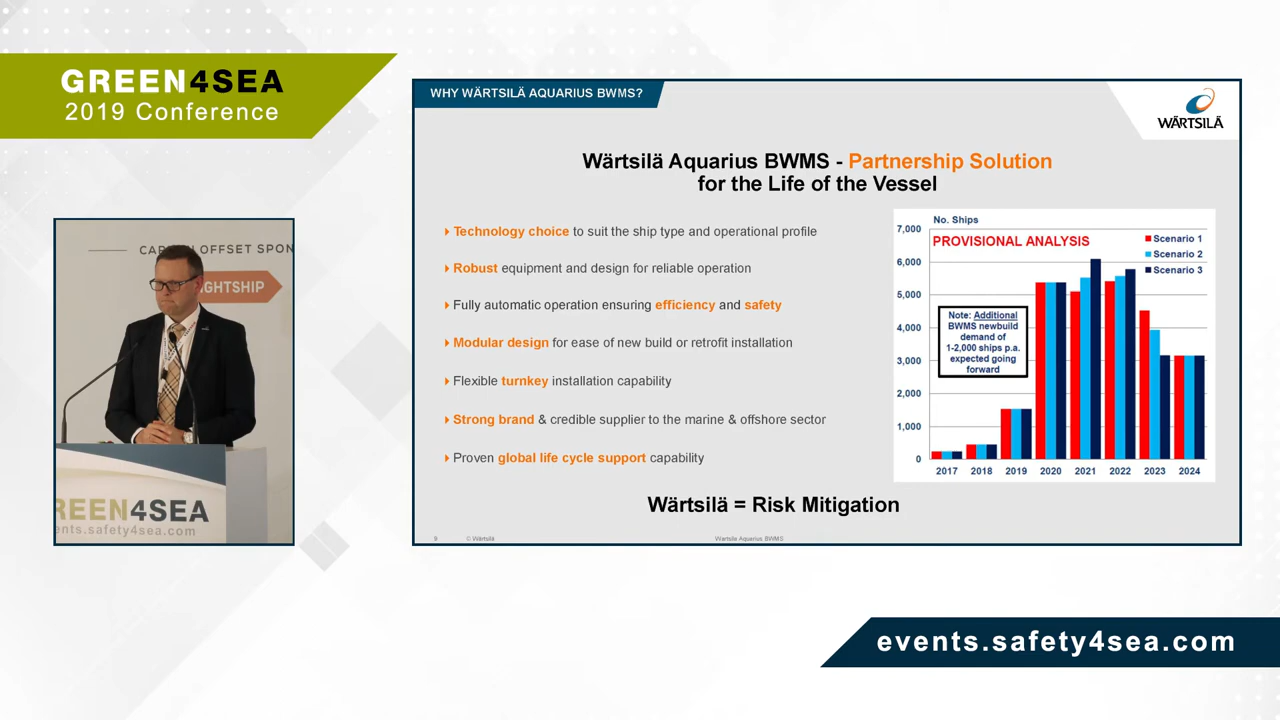 GREEN4SEA
2019 Conference
WHY WÄRTSILÄ AQUARIUS BWMS?
WÄRTSILÄ
Wärtsilä Aquarius BWMS - Partnership Solution
for the Life of the Vessel
Technology choice to suit the ship type and operational profile
Robust equipment and design for reliable operation
Fully automatic operation ensuring efficiency and safety
Modular design for ease of new build or retrofit installation
Flexible turnkey installation capability
Strong brand & credible supplier to the marine & offshore sector
Proven global life cycle support capability
No. Ships
PROVISIONAL ANALYSIS
Scenario 1
Scenario 2
Scenario 3
7,000
6,000
5,000
4,000
3,000
2,000
1,000
0
Note: Additional
BWMS newbuild
demand of
1-2,000 ships p.a.
expected going
forward
2017 2018 2019 2020 2021 2022 2023 2024
Wärtsilä = Risk Mitigation
9 © Wärtsilä Wartsila Aquarius BWMS
OFFSET SPON
GHTSHIP
REEN4SEA
ents.safety4sea.com
events.safety4sea.com